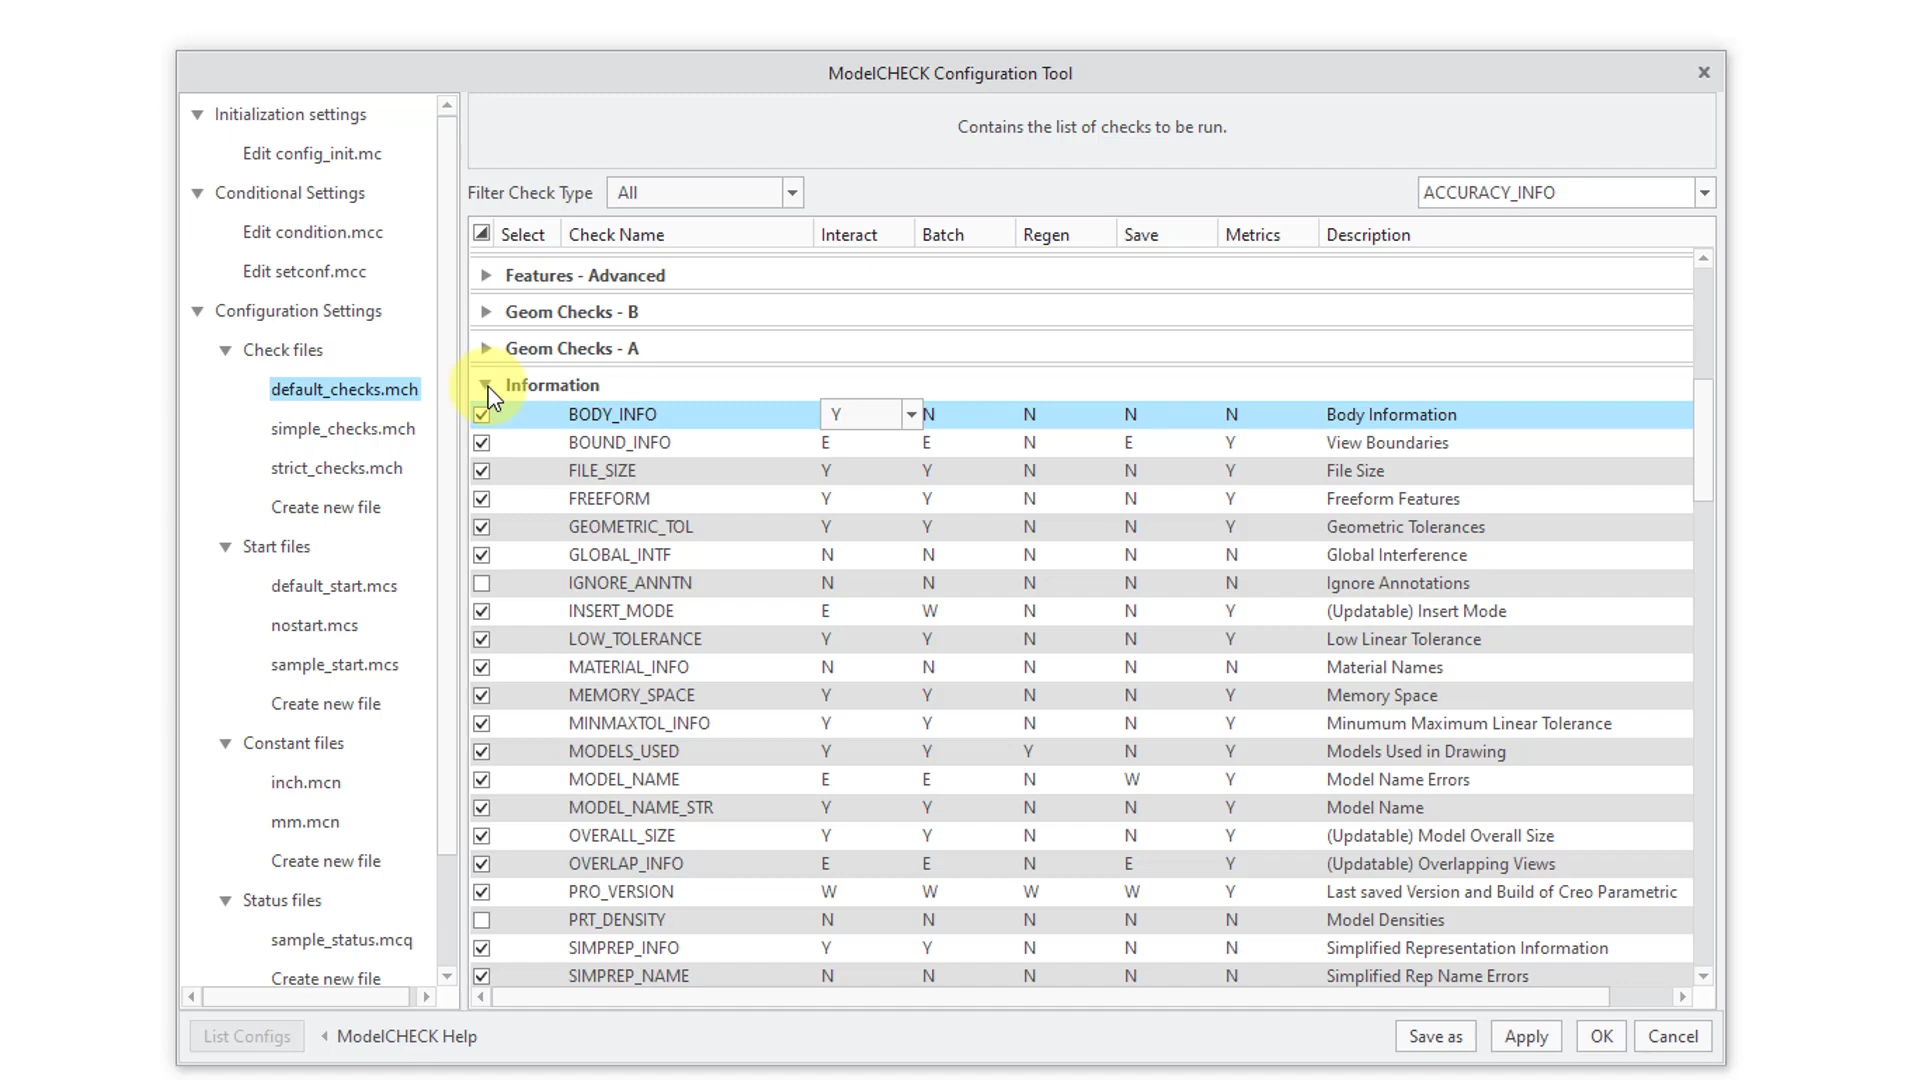 ModelCHECK Configuration Tool
Initialization settings
Edit config_init.mc
Conditional Settings
Edit condition.mcc
Edit setconf.mcc
Configuration Settings
Check files
default_checks.mch
simple_checks.mch
strict_checks.mch
Create new file
Start files
default_start.mcs
nostart.mcs
sample_start.mcs
Create new file
Constant files
inch.mcn
mm.mcn
Create new file
Status files
sample_status.mcq
Create new file
Contains the list of checks to be run.
Filter Check Type All ACCURACY_INFO
Select Check Name Interact Batch Regen Save Metrics Description
Features - Advanced
Geom Checks - B
Geom Checks - A
Information
BODY_INFO Y N N N N Body Information
BOUND_INFO E E N E Y View Boundaries
FILE_SIZE Y Y N N Y File Size
FREEFORM Y Y N N Y Freeform Features
GEOMETRIC_TOL Y Y N N Y Geometric Tolerances
GLOBAL_INTF N N N N N Global Interference
IGNORE_ANNTN N N N N N Ignore Annotations
INSERT_MODE E W N N Y (Updatable) Insert Mode
LOW_TOLERANCE Y Y N N Y Low Linear Tolerance
MATERIAL_INFO N N N N N Material Names
MEMORY_SPACE Y Y N N Y Memory Space
MINMAXTOL_INFO Y Y N N Y Minumum Maximum Linear Tolerance
MODELS_USED Y Y Y N Y Models Used in Drawing
MODEL_NAME E E N W Y Model Name Errors
MODEL_NAME_STR Y Y N N Y Model Name
OVERALL_SIZE Y Y N N Y (Updatable) Model Overall Size
OVERLAP_INFO E E N E Y (Updatable) Overlapping Views
PRO_VERSION W W W W Y Last saved Version and Build of Creo Parametric
PRT_DENSITY N N N N N Model Densities
SIMPREP_INFO Y Y N N N Simplified Representation Information
SIMPREP_NAME N N N N N Simplified Rep Name Errors
List Configs ModelCHECK Help Save as Apply OK Cancel